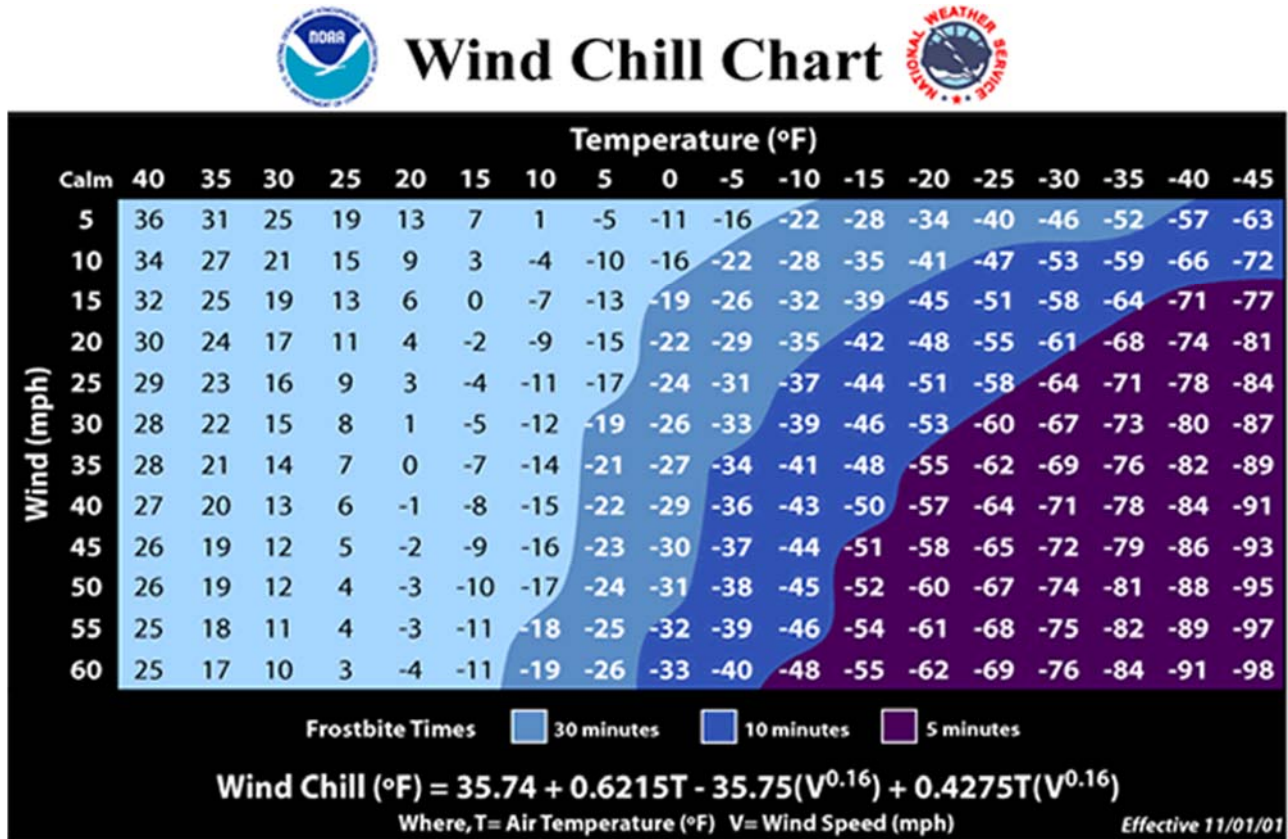 NOAA
Wind Chill Chart
NATIONAL WEATHER SERVICE
Temperature (ºF)
Calm 40 35 30 25 20 15 10 5 0 -5 -10 -15 -20 -25 -30 -35 -40 -45
Wind (mph)
5 36 31 25 19 13 7 1 -5 -11 -16 -22 -28 -34 -40 -46 -52 -57 -63
10 34 27 21 15 9 3 -4 -10 -16 -22 -28 -35 -41 -47 -53 -59 -66 -72
15 32 25 19 13 6 0 -7 -13 -19 -26 -32 -39 -45 -51 -58 -64 -71 -77
20 30 24 17 11 4 -2 -9 -15 -22 -29 -35 -42 -48 -55 -61 -68 -74 -81
25 29 23 16 9 3 -4 -11 -17 -24 -31 -37 -44 -51 -58 -64 -71 -78 -84
30 28 22 15 8 1 -5 -12 -19 -26 -33 -39 -46 -53 -60 -67 -73 -80 -87
35 28 21 14 7 0 -7 -14 -21 -27 -34 -41 -48 -55 -62 -69 -76 -82 -89
40 27 20 13 6 -1 -8 -15 -22 -29 -36 -43 -50 -57 -64 -71 -78 -84 -91
45 26 19 12 5 -2 -9 -16 -23 -30 -37 -44 -51 -58 -65 -72 -79 -86 -93
50 26 19 12 4 -3 -10 -17 -24 -31 -38 -45 -52 -60 -67 -74 -81 -88 -95
55 25 18 11 4 -3 -11 -18 -25 -32 -39 -46 -54 -61 -68 -75 -82 -89 -97
60 25 17 10 3 -4 -11 -19 -26 -33 -40 -48 -55 -62 -69 -76 -84 -91 -98
Frostbite Times 30 minutes 10 minutes 5 minutes
Wind Chill (ºF) = 35.74 + 0.6215T - 35.75(V^0.16) + 0.4275T(V^0.16)
Where, T= Air Temperature (ºF) V= Wind Speed (mph)
Effective 11/01/01